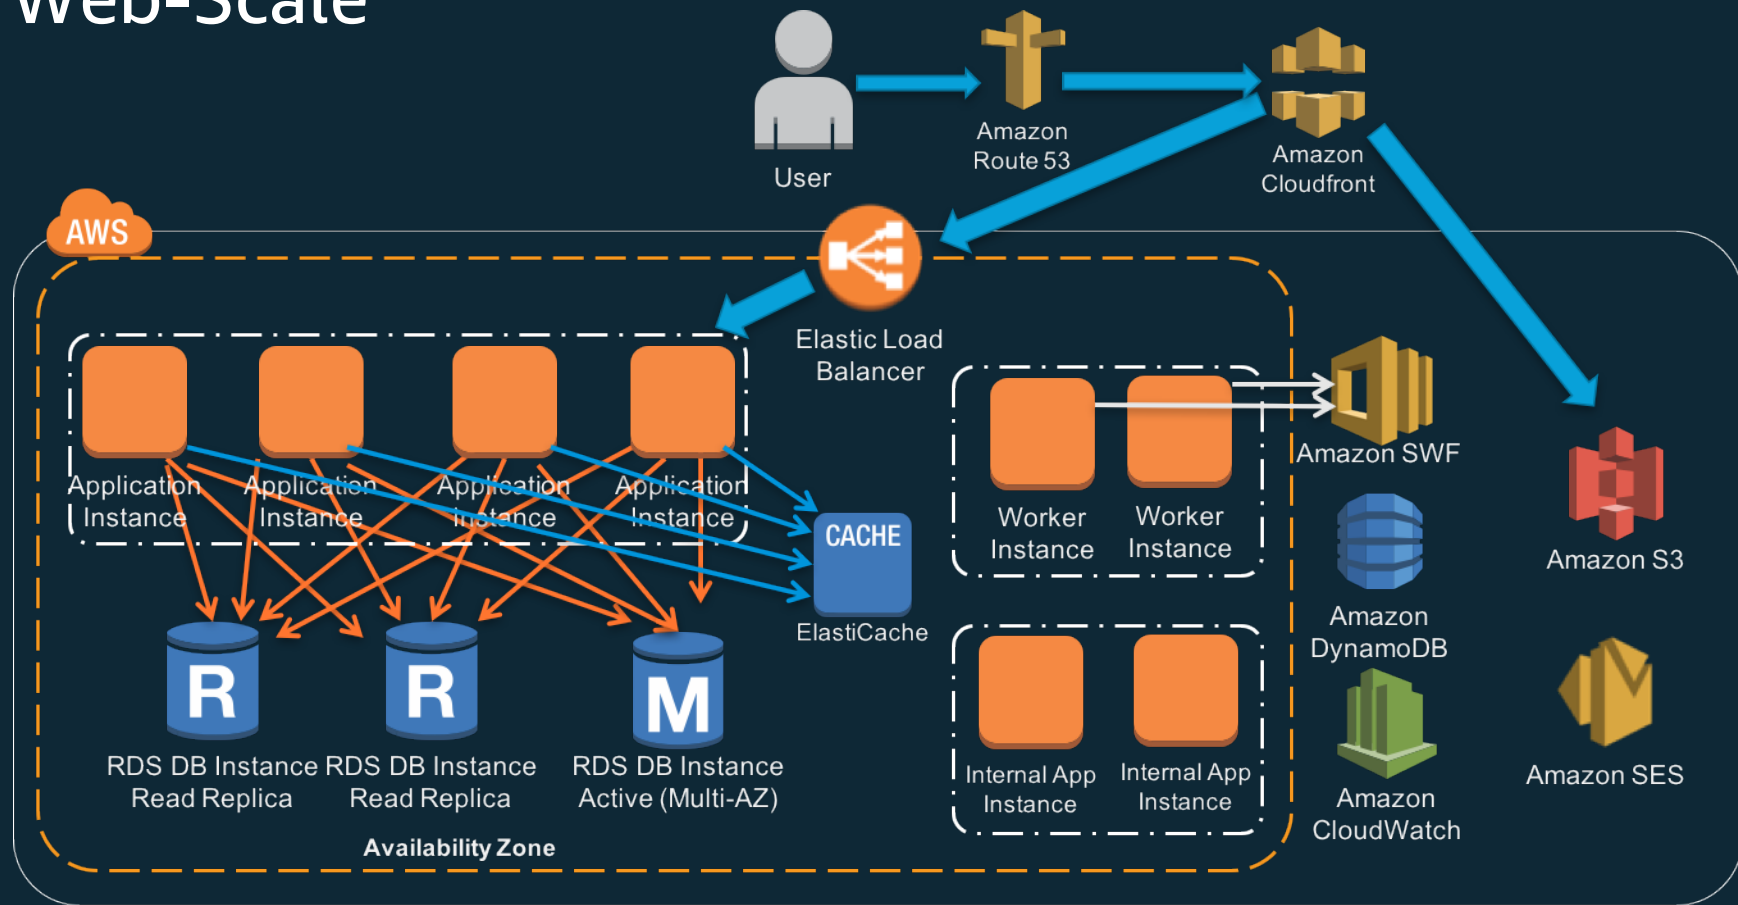 Web-Scale
User
Amazon
Route 53
Amazon
Cloudfront
AWS
Elastic Load
Balancer
Application
Instance
Application
Instance
Application
Instance
Application
Instance
CACHE
ElastiCache
Worker
Instance
Worker
Instance
Amazon SWF
Amazon S3
Amazon
DynamoDB
R
R
M
RDS DB Instance
Read Replica
RDS DB Instance
Read Replica
RDS DB Instance
Active (Multi-AZ)
Internal App
Instance
Internal App
Instance
Amazon
CloudWatch
Amazon SES
Availability Zone